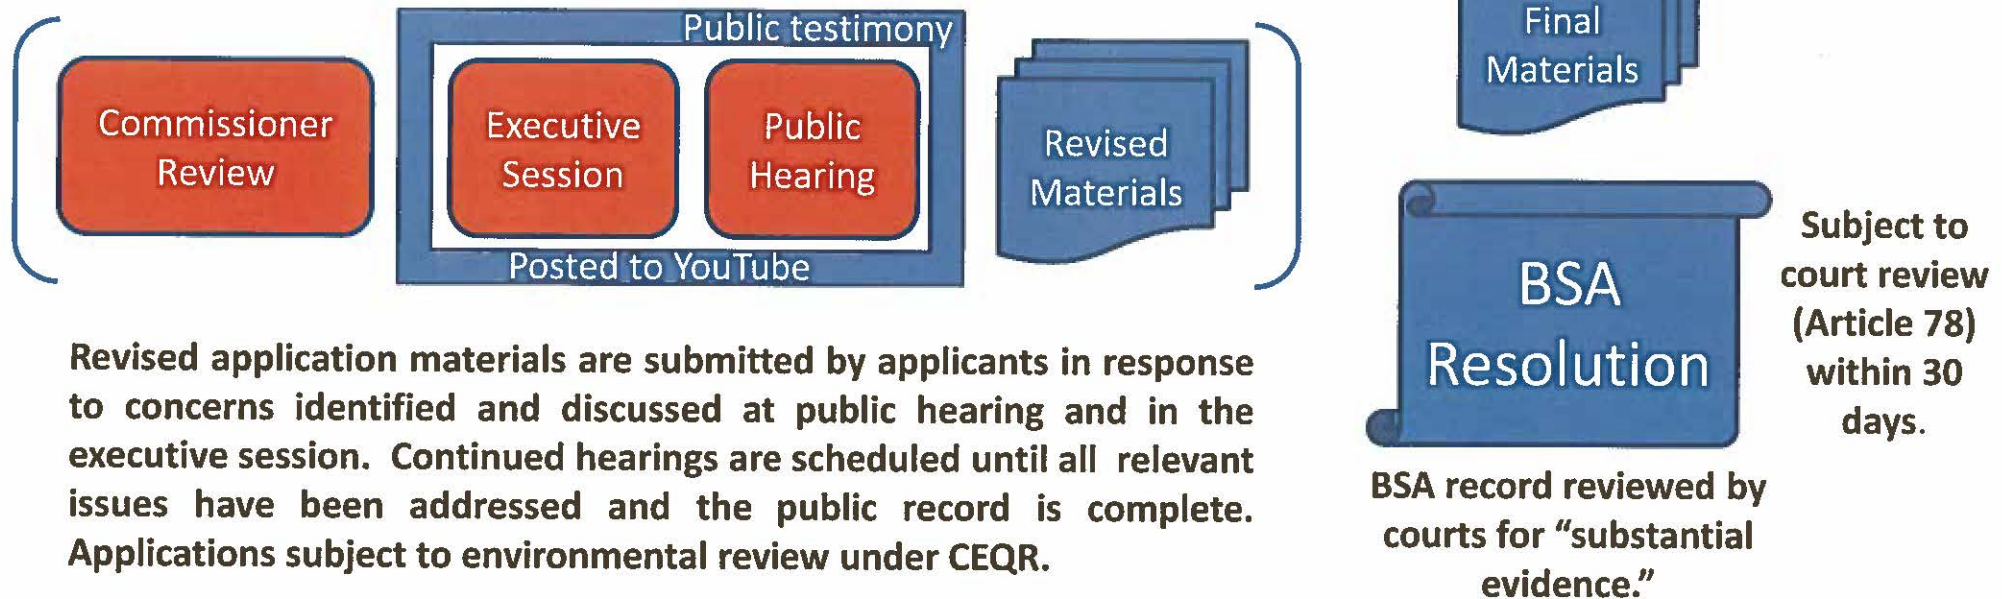 Public testimony
Commissioner
Review
Executive
Session
Public
Hearing
Posted to YouTube
Revised
Materials
Revised application materials are submitted by applicants in response
to concerns identified and discussed at public hearing and in the
executive session. Continued hearings are scheduled until all relevant
issues have been addressed and the public record is complete.
Applications subject to environmental review under CEQR.
Final
Materials
BSA
Resolution
Subject to
court review
(Article 78)
within 30
days.
BSA record reviewed by
courts for “substantial
evidence.”